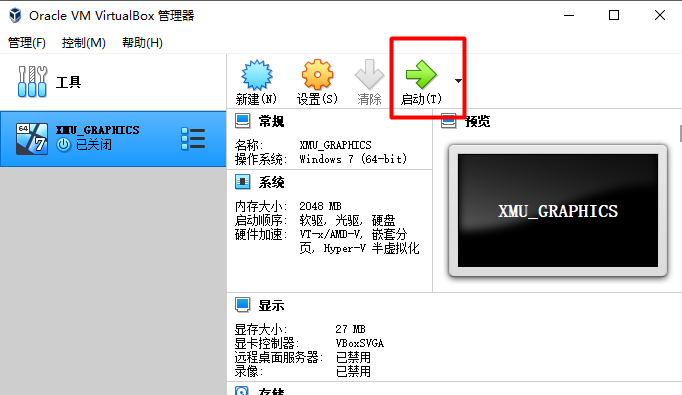 Oracle VM VirtualBox 管理器
管理(F) 控制(M) 帮助(H)
工具
新建(N) 设置(S) 清除 启动(T)
64
7
XMU_GRAPHICS
已关闭
常规
名称: XMU_GRAPHICS
操作系统: Windows 7 (64-bit)
系统
内存大小: 2048 MB
启动顺序: 软驱, 光驱, 硬盘
硬件加速: VT-x/AMD-V, 嵌套分
页, Hyper-V 半虚拟化
预览
XMU_GRAPHICS
显示
显存大小: 27 MB
显卡控制器: VBoxSVGA
远程桌面服务器: 已禁用
录像: 已禁用
存储